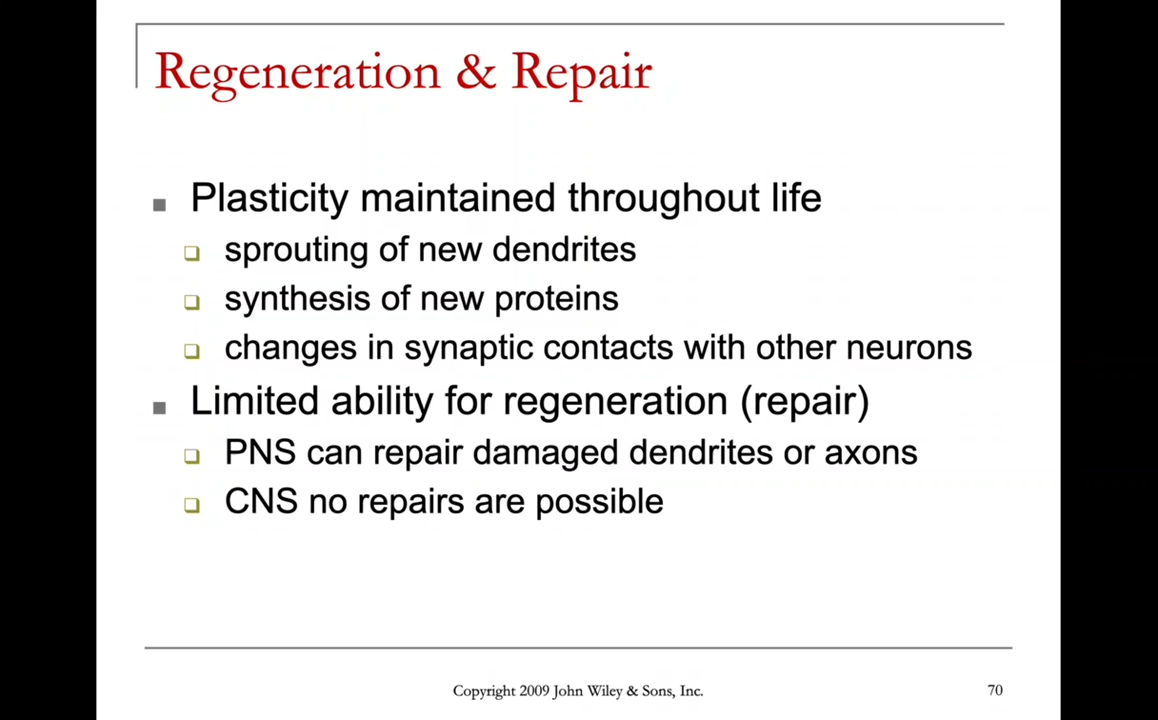 Regeneration & Repair
Plasticity maintained throughout life
sprouting of new dendrites
synthesis of new proteins
changes in synaptic contacts with other neurons
Limited ability for regeneration (repair)
PNS can repair damaged dendrites or axons
CNS no repairs are possible
Copyright 2009 John Wiley & Sons, Inc.
70